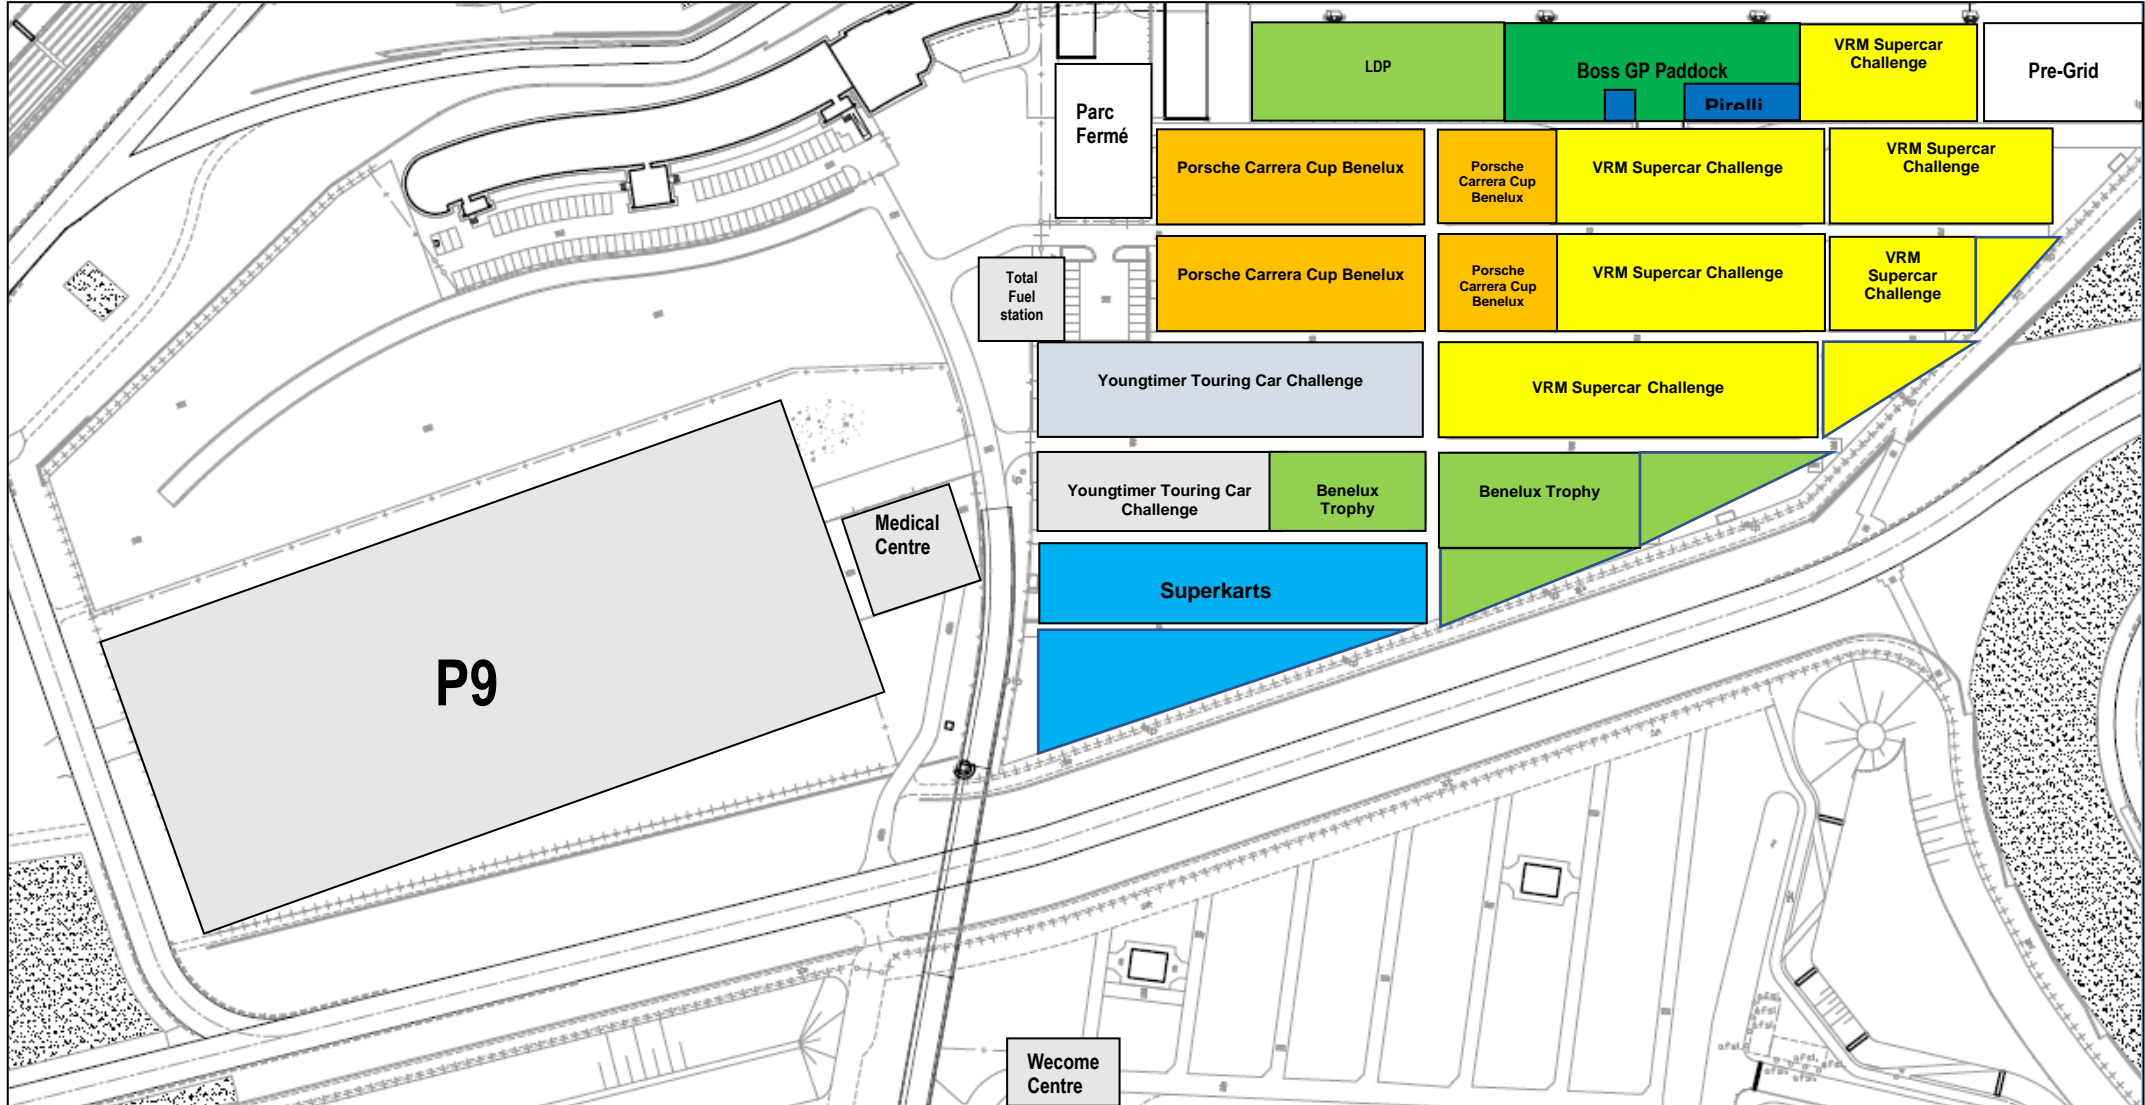 LDP
Boss GP Paddock
Pirelli
VRM Supercar
Challenge
Pre-Grid
Parc
Fermé
Porsche Carrera Cup Benelux
Porsche
Carrera Cup
Benelux
VRM Supercar Challenge
VRM Supercar
Challenge
Total
Fuel
station
Porsche Carrera Cup Benelux
Porsche
Carrera Cup
Benelux
VRM Supercar Challenge
VRM
Supercar
Challenge
Youngtimer Touring Car Challenge
VRM Supercar Challenge
Youngtimer Touring Car
Challenge
Benelux
Trophy
Benelux Trophy
Medical
Centre
Superkarts
P9
Wecome
Centre